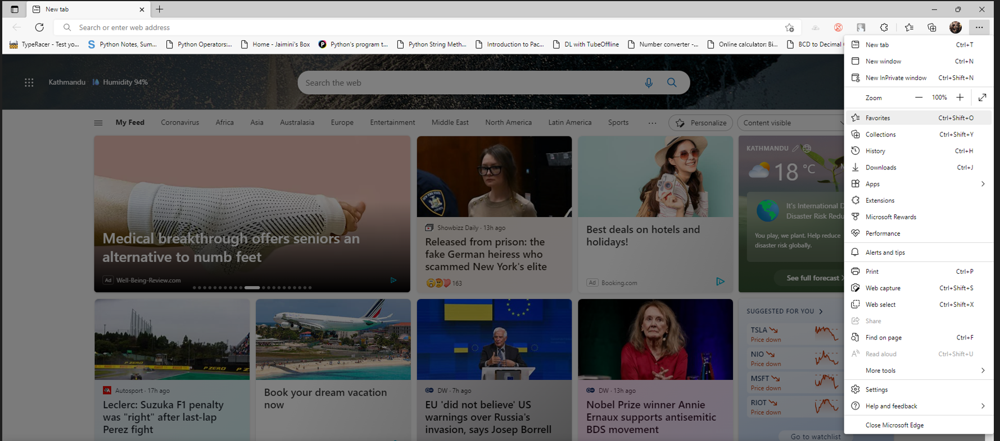 New tab
Search or enter web address
TypeRacer - Test yo...
Python Notes, Sum...
Python Operators:...
Home - Jaimini's Box
Python's program t...
Python String Meth...
Introduction to Pac...
DL with TubeOffline
Number converter -...
Online calculator: Bi...
BCD to Decimal
Kathmandu
Humidity 94%
Search the web
My Feed
Coronavirus
Africa
Asia
Australasia
Europe
Entertainment
Middle East
North America
Latin America
Sports
Personalize
Content visible
Medical breakthrough offers seniors an
alternative to numb feet
Ad Well-Being-Review.com
Showbizz Daily · 13h ago
Released from prison: the
fake German heiress who
scammed New York's elite
163
Best deals on hotels and
holidays!
Ad Booking.com
KATHMANDU
18 °C
It's International D
Disaster Risk Redu
You play, we plant. Help reduce
disaster risk globally.
See full forecast
P ZERO
P ZERO
Autosport · 17h ago
Leclerc: Suzuka F1 penalty
was "right" after last-lap
Perez fight
Book your dream vacation
now
DW · 7h ago
EU 'did not believe' US
warnings over Russia's
invasion, says Josep Borrell
DW · 13h ago
Nobel Prize winner Annie
Ernaux supports antisemitic
BDS movement
SUGGESTED FOR YOU
TSLA
Price down
NIO
Price down
MSFT
Price down
RIOT
Price down
Go to watchlist
New tab Ctrl+T
New window Ctrl+N
New InPrivate window Ctrl+Shift+N
Zoom 100%
Favorites Ctrl+Shift+O
Collections Ctrl+Shift+Y
History Ctrl+H
Downloads Ctrl+J
Apps
Extensions
Microsoft Rewards
Performance
Alerts and tips
Print Ctrl+P
Web capture Ctrl+Shift+S
Web select Ctrl+Shift+X
Share
Find on page Ctrl+F
Read aloud Ctrl+Shift+U
More tools
Settings
Help and feedback
Close Microsoft Edge